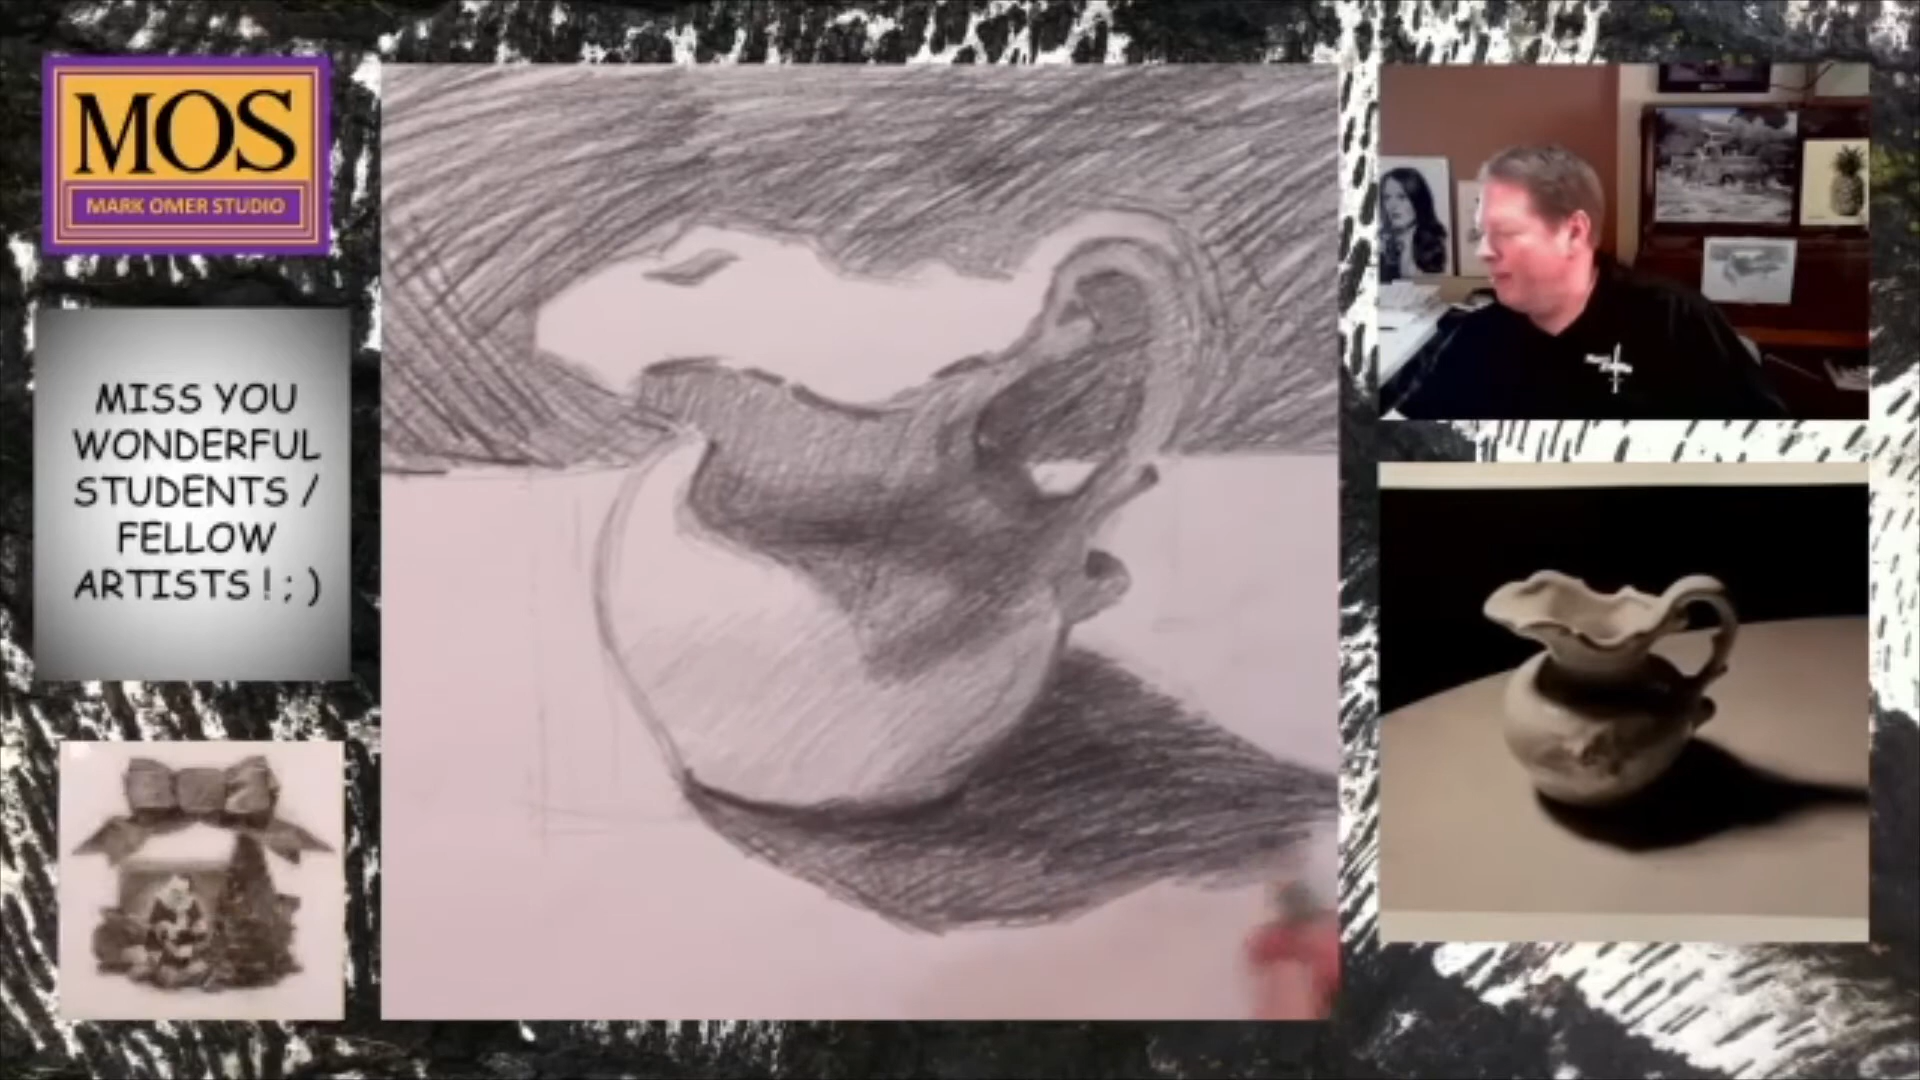 MOS
MARK OMER STUDIO
MISS YOU
WONDERFUL
STUDENTS /
FELLOW
ARTISTS ! ; )